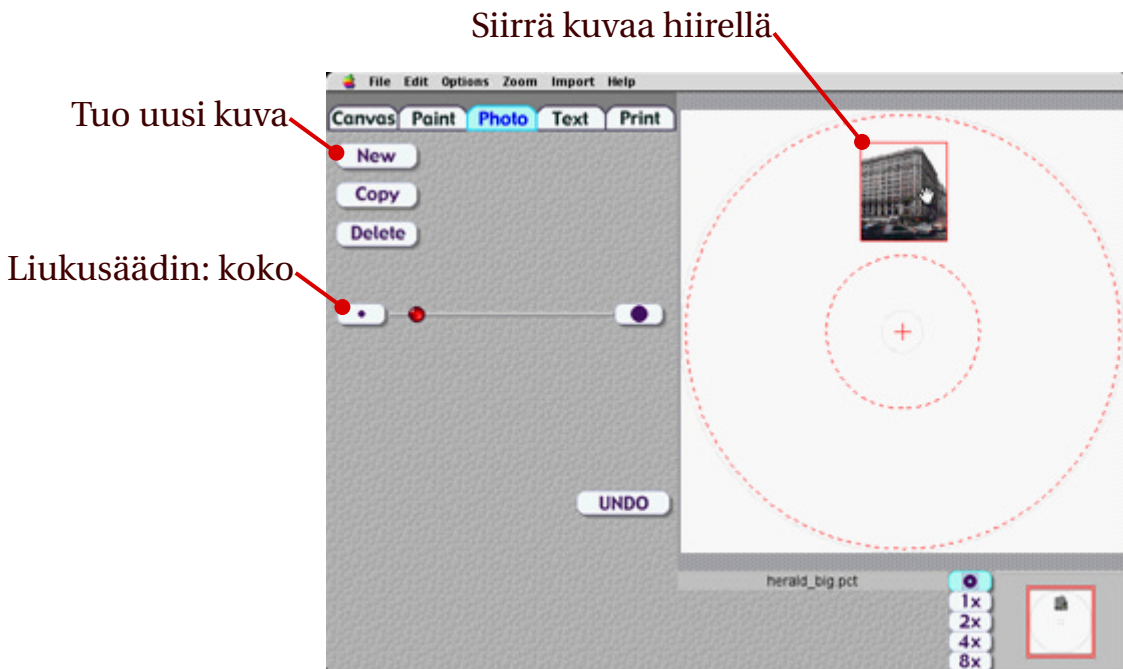 Siirrä kuvaa hiirellä
File Edit Options Zoom Import Help
Tuo uusi kuva
Canvas Paint Photo Text Print
New
Copy
Delete
Liukusäädin: koko
UNDO
herald_big.pct
1x
2x
4x
8x